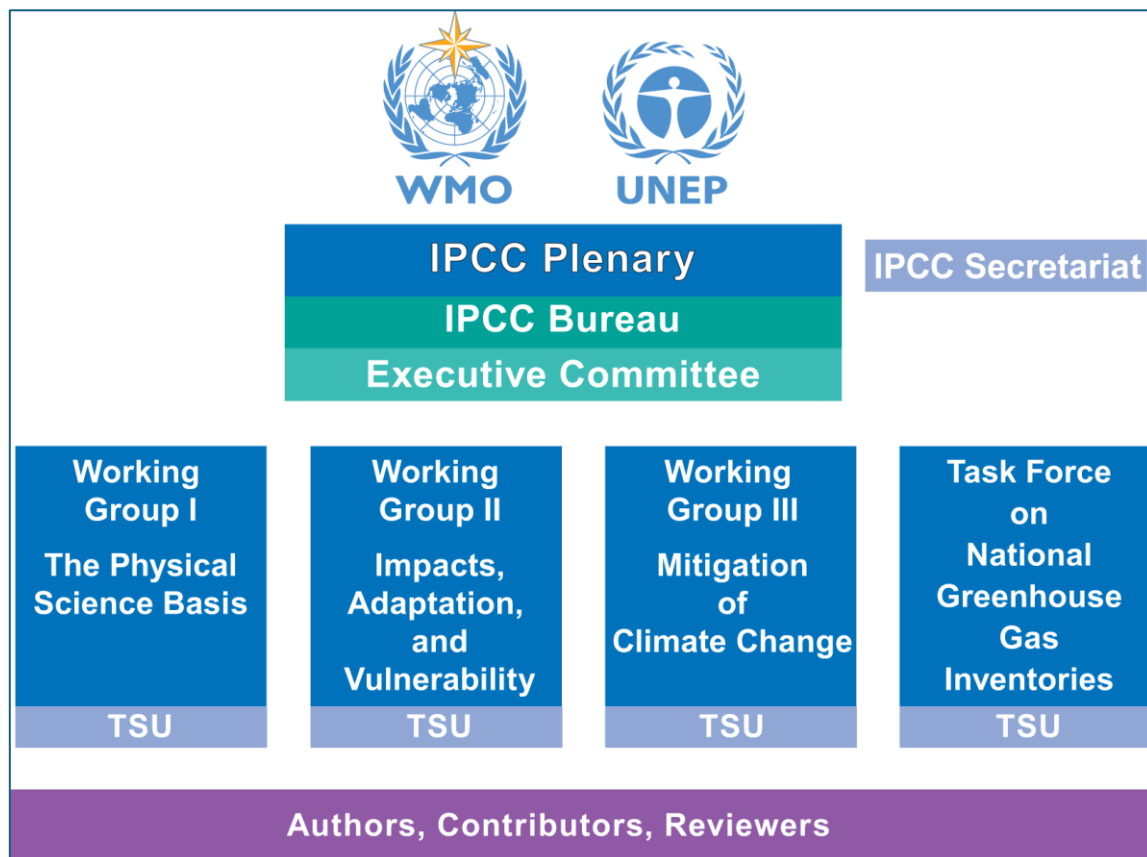 WMO
UNEP
IPCC Plenary
IPCC Secretariat
IPCC Bureau
Executive Committee
Working
Group I
The Physical
Science Basis
TSU
Working
Group II
Impacts,
Adaptation,
and
Vulnerability
TSU
Working
Group III
Mitigation
of
Climate Change
TSU
Task Force
on
National
Greenhouse
Gas
Inventories
TSU
Authors, Contributors, Reviewers